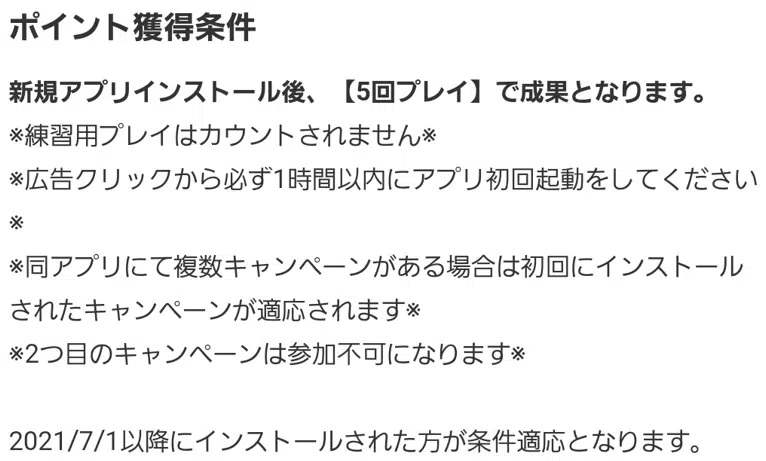 ポイント獲得条件
新規アプリインストール後、【5回プレイ】で成果となります。
※練習用プレイはカウントされません※
※広告クリックから必ず1時間以内にアプリ初回起動をしてください
※
※同アプリにて複数キャンペーンがある場合は初回にインストール
されたキャンペーンが適応されます※
※2つ目のキャンペーンは参加不可になります※
2021/7/1以降にインストールされた方が条件適応となります。